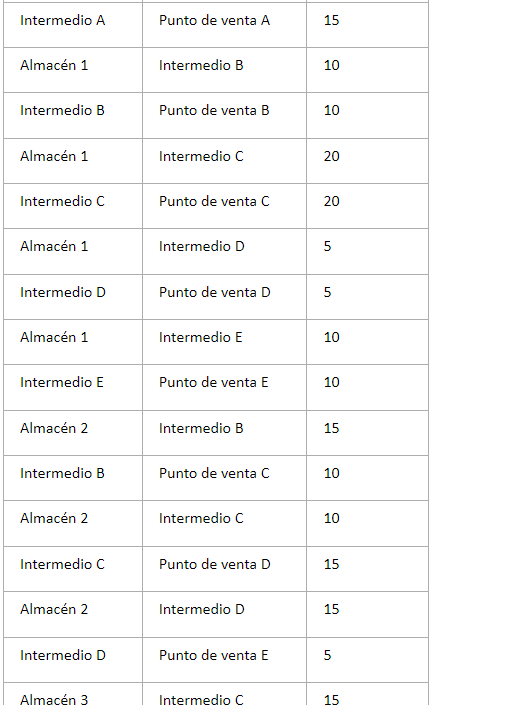 Intermedio A Punto de venta A 15
Almacén 1 Intermedio B 10
Intermedio B Punto de venta B 10
Almacén 1 Intermedio C 20
Intermedio C Punto de venta C 20
Almacén 1 Intermedio D 5
Intermedio D Punto de venta D 5
Almacén 1 Intermedio E 10
Intermedio E Punto de venta E 10
Almacén 2 Intermedio B 15
Intermedio B Punto de venta C 10
Almacén 2 Intermedio C 10
Intermedio C Punto de venta D 15
Almacén 2 Intermedio D 15
Intermedio D Punto de venta E 5
Almacén 3 Intermedio C 15